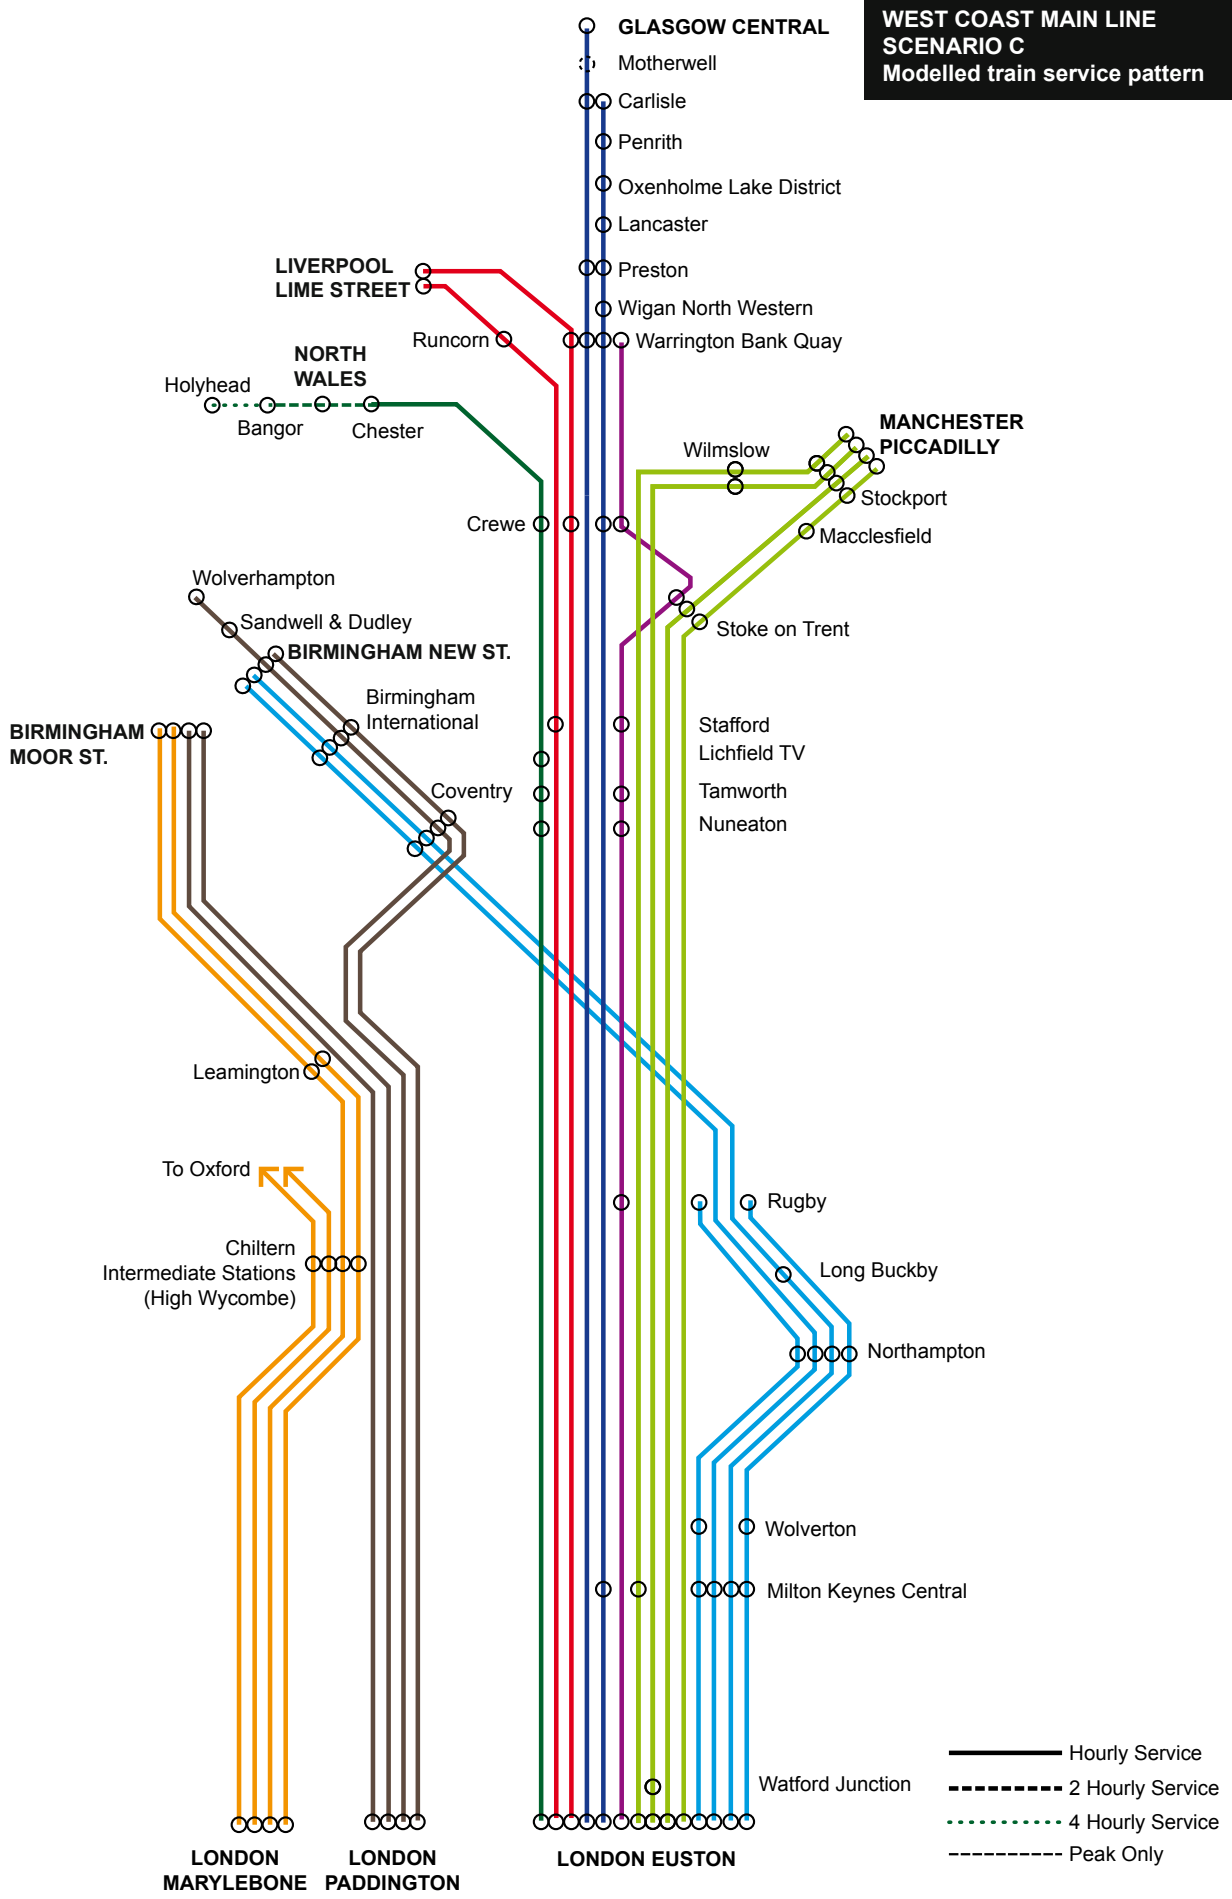 WEST COAST MAIN LINE
SCENARIO C
Modelled train service pattern
GLASGOW CENTRAL
Motherwell
Carlisle
Penrith
Oxenholme Lake District
Lancaster
Preston
LIVERPOOL
LIME STREET
Wigan North Western
Runcorn
Warrington Bank Quay
NORTH
WALES
Holyhead
Bangor
Chester
MANCHESTER
PICCADILLY
Wilmslow
Stockport
Crewe
Macclesfield
Wolverhampton
Sandwell & Dudley
Stoke on Trent
BIRMINGHAM NEW ST.
Birmingham
International
BIRMINGHAM
MOOR ST.
Stafford
Lichfield TV
Coventry
Tamworth
Nuneaton
Leamington
To Oxford
Rugby
Chiltern
Intermediate Stations
(High Wycombe)
Long Buckby
Northampton
Wolverton
Milton Keynes Central
Watford Junction
Hourly Service
2 Hourly Service
4 Hourly Service
Peak Only
LONDON
MARYLEBONE
LONDON
PADDINGTON
LONDON EUSTON